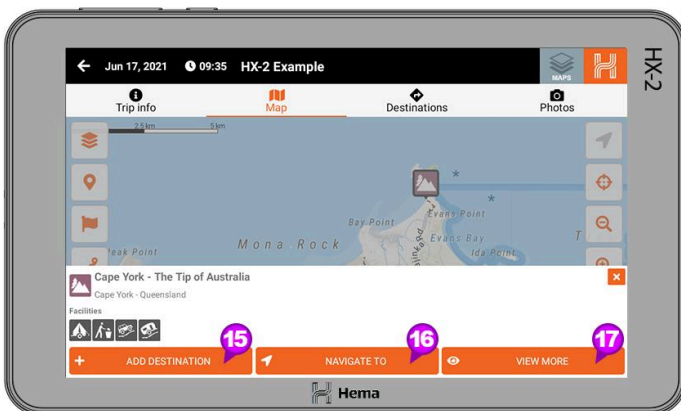 Jun 17, 2021 09:35 HX-2 Example
MAPS
HX-2
Trip info Map Destinations Photos
2.5 km 5 km
Bay Point Evans Point
Mona Rock Evans Bay
Peak Point Ida Point T
Cape York - The Tip of Australia
Cape York - Queensland
Facilities
15 16 17
ADD DESTINATION NAVIGATE TO VIEW MORE
Hema